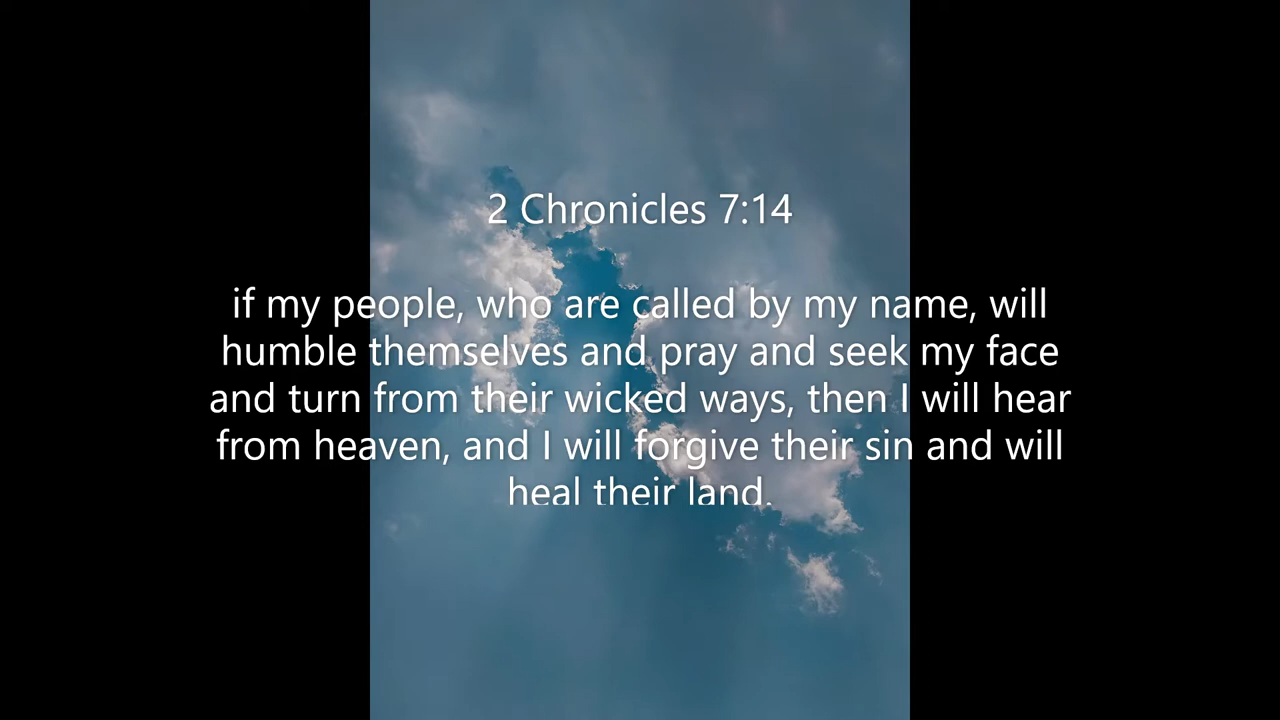 2 Chronicles 7:14
if my people, who are called by my name, will
humble themselves and pray and seek my face
and turn from their wicked ways, then I will hear
from heaven, and I will forgive their sin and will
heal their land.